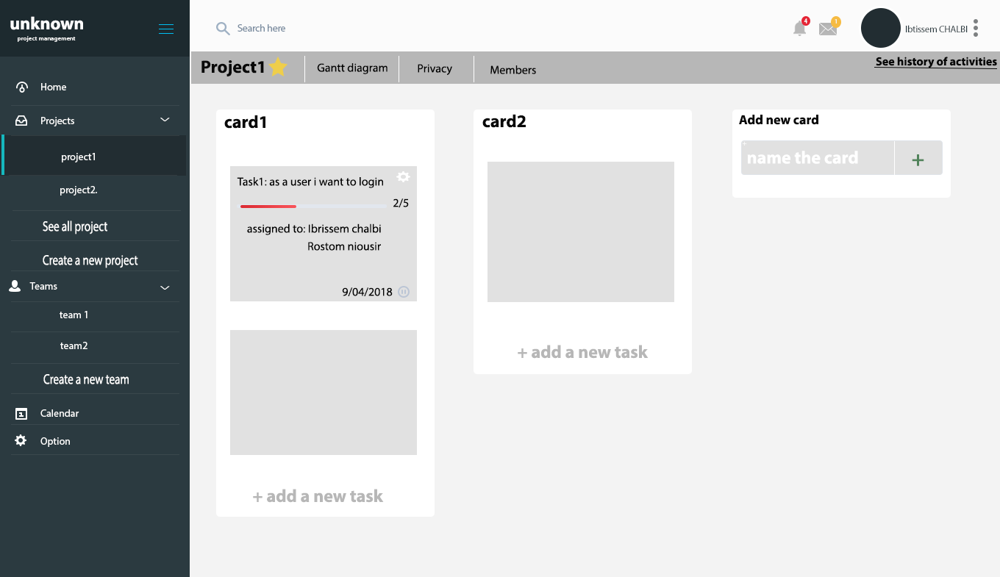 unknown
project management
Search here
4
1
Ibtissem CHALBI
Project1
Gantt diagram
Privacy
Members
See history of activities
Home
Projects
project1
project2.
See all project
Create a new project
Teams
team 1
team2
Create a new team
Calendar
Option
card1
Task1: as a user i want to login
2/5
assigned to: Ibrissem chalbi
Rostom niousir
9/04/2018
+ add a new task
card2
+ add a new task
Add new card
name the card
+